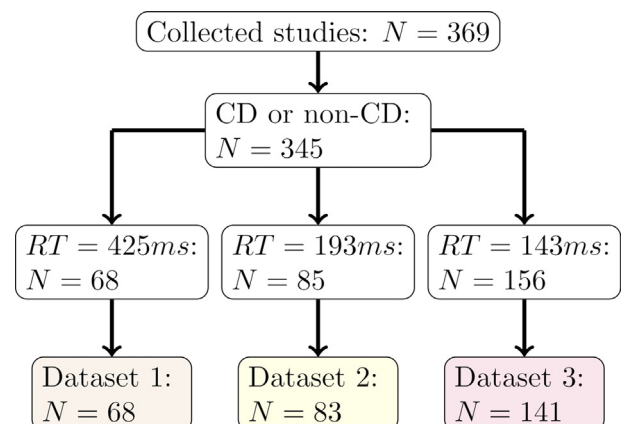 Collected studies: N = 369
CD or non-CD:
N = 345
RT = 425ms:
N = 68
RT = 193ms:
N = 85
RT = 143ms:
N = 156
Dataset 1:
N = 68
Dataset 2:
N = 83
Dataset 3:
N = 141